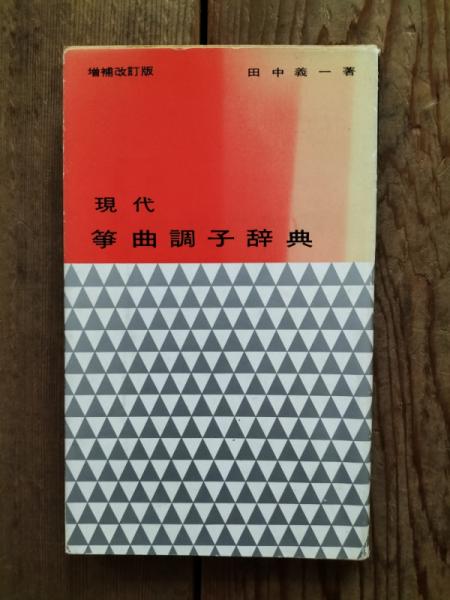 増補改訂版 田中義一著
現代
箏曲調子辞典